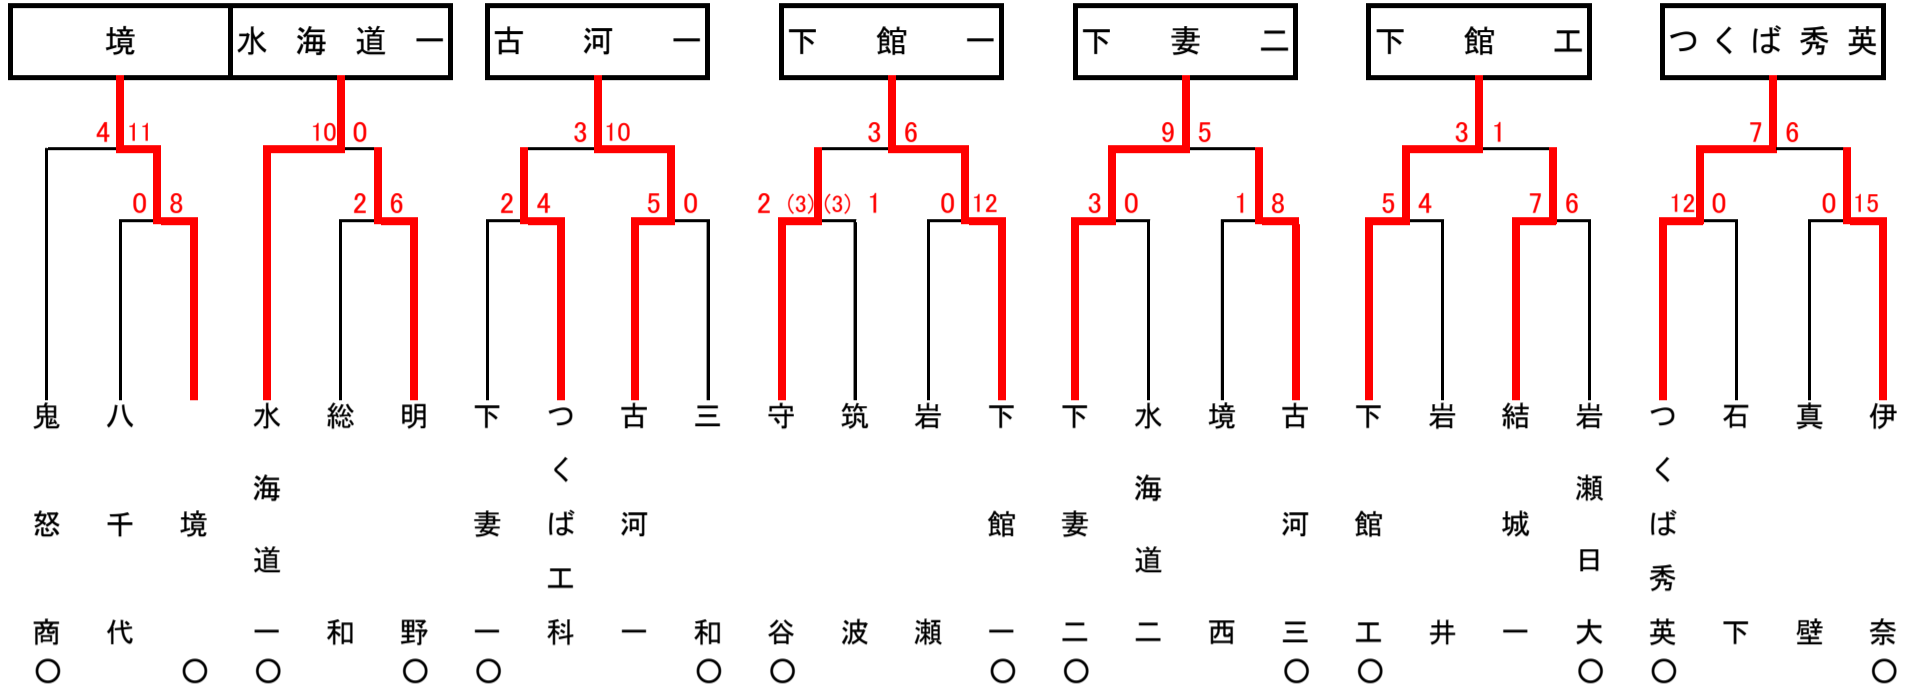 境 水海道一 古河一 下館一 下妻二 下館工 つくば秀英
4 11 10 0 3 10 3 6 9 5 3 1 7 6
0 8 2 6 2 4 5 0 2 (3) (3) 1 0 12 3 0 1 8 5 4 7 6 12 0 0 15
鬼怒商
八千代
境
水海道一
総和
明野
下妻一
つくば工科
古河一
三和
守谷
筑波
岩瀬
下館一
下妻二
水海道二
境西
古河三
下館工
岩井
結城一
岩瀬日大
つくば秀英
石下
真壁
伊奈
○ ○ ○ ○ ○ ○ ○ ○ ○ ○ ○ ○ ○ ○